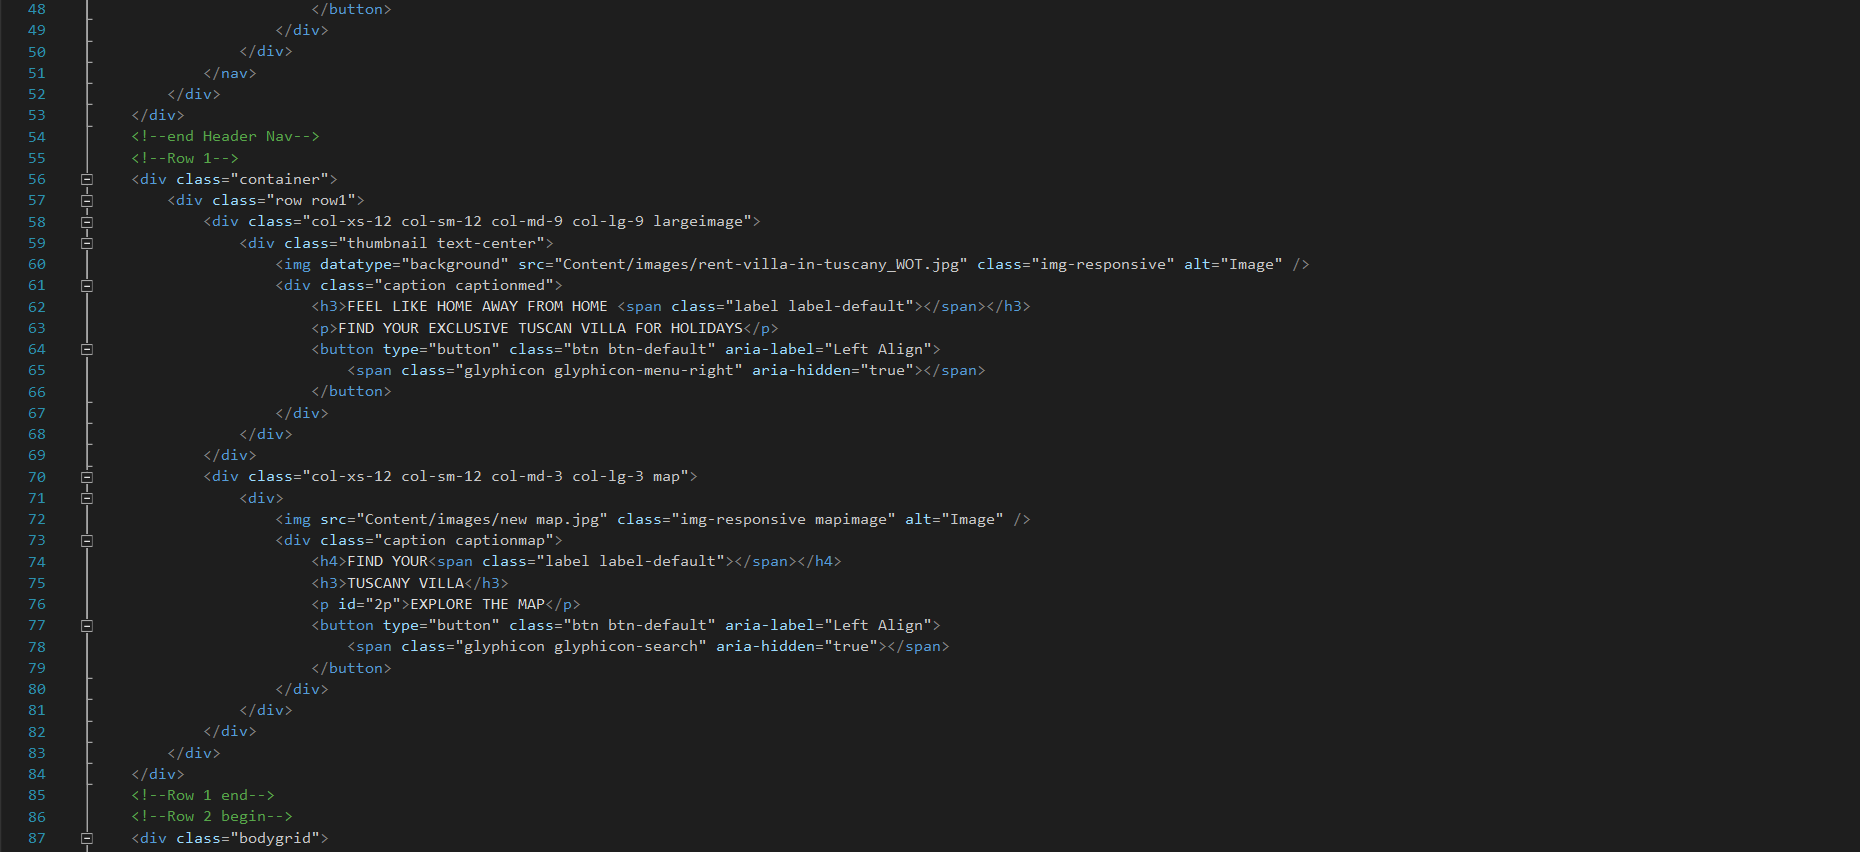 48 </button>
49 </div>
50 </div>
51 </nav>
52 </div>
53 </div>
54 <!--end Header Nav-->
55 <!--Row 1-->
56 <div class="container">
57 <div class="row row1">
58 <div class="col-xs-12 col-sm-12 col-md-9 col-lg-9 largeimage">
59 <div class="thumbnail text-center">
60 <img datatype="background" src="Content/images/rent-villa-in-tuscany_WOT.jpg" class="img-responsive" alt="Image" />
61 <div class="caption captionmed">
62 <h3>FEEL LIKE HOME AWAY FROM HOME <span class="label label-default"></span></h3>
63 <p>FIND YOUR EXCLUSIVE TUSCAN VILLA FOR HOLIDAYS</p>
64 <button type="button" class="btn btn-default" aria-label="Left Align">
65 <span class="glyphicon glyphicon-menu-right" aria-hidden="true"></span>
66 </button>
67 </div>
68 </div>
69 </div>
70 <div class="col-xs-12 col-sm-12 col-md-3 col-lg-3 map">
71 <div>
72 <img src="Content/images/new map.jpg" class="img-responsive mapimage" alt="Image" />
73 <div class="caption captionmap">
74 <h4>FIND YOUR<span class="label label-default"></span></h4>
75 <h3>TUSCANY VILLA</h3>
76 <p id="2p">EXPLORE THE MAP</p>
77 <button type="button" class="btn btn-default" aria-label="Left Align">
78 <span class="glyphicon glyphicon-search" aria-hidden="true"></span>
79 </button>
80 </div>
81 </div>
82 </div>
83 </div>
84 </div>
85 <!--Row 1 end-->
86 <!--Row 2 begin-->
87 <div class="bodygrid">